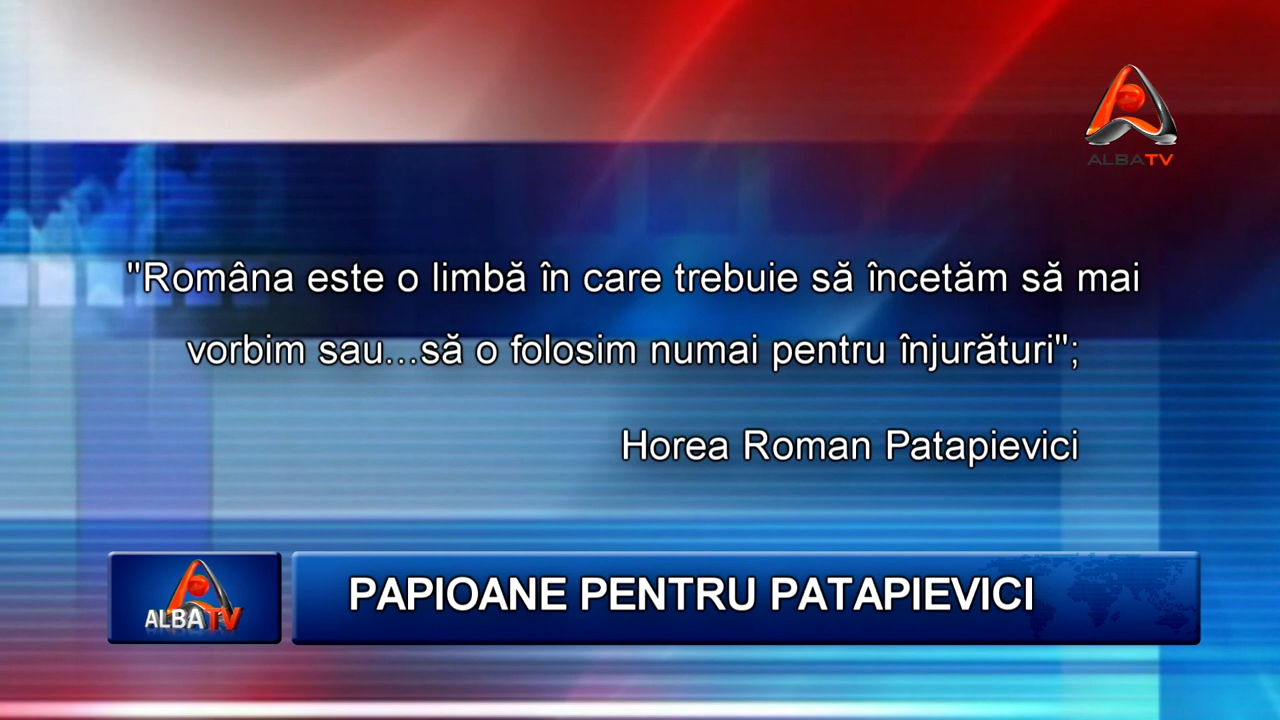 ALBATV
"Româna este o limbă în care trebuie să încetăm să mai
vorbim sau...să o folosim numai pentru înjurături";
Horea Roman Patapievici
ALBATV
PAPIOANE PENTRU PATAPIEVICI